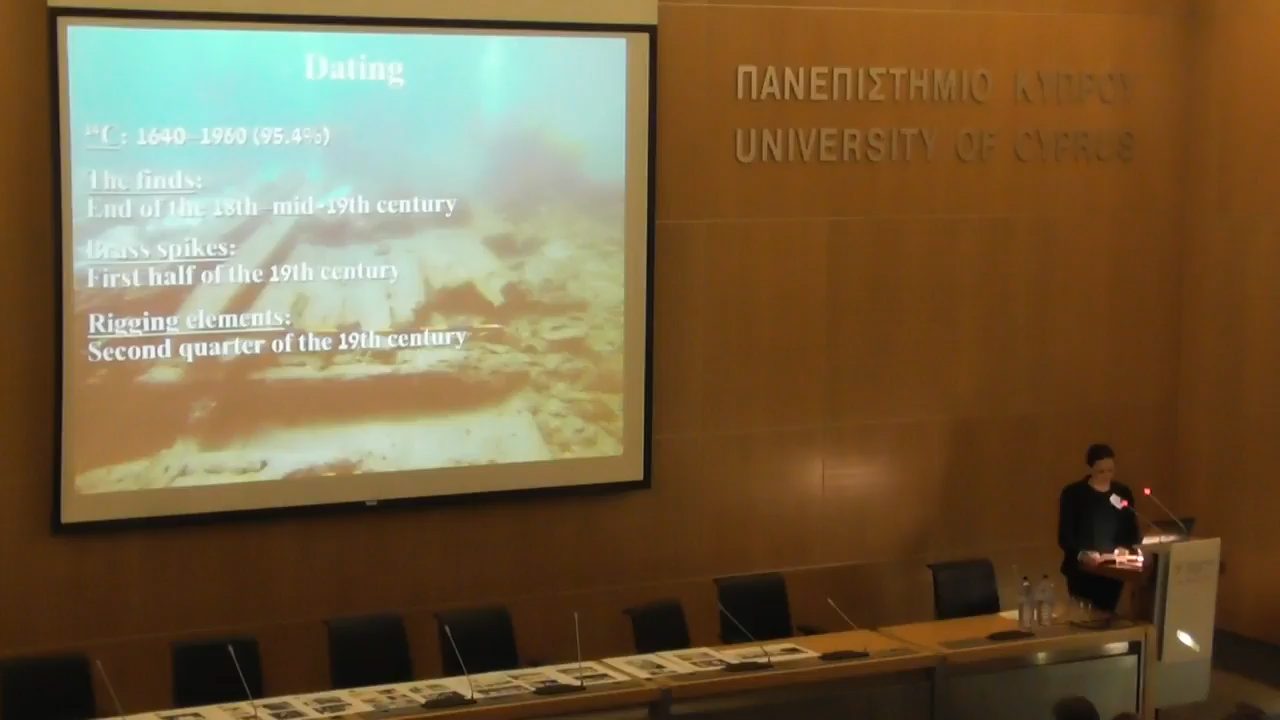 Dating
¹⁴C: 1640–1960 (95.4%)
The finds:
End of the 18th–mid-19th century
Brass spikes:
First half of the 19th century
Rigging elements:
Second quarter of the 19th century
ΠΑΝΕΠΙΣΤΗΜΙΟ ΚΥΠΡΟΥ
UNIVERSITY OF CYPRUS